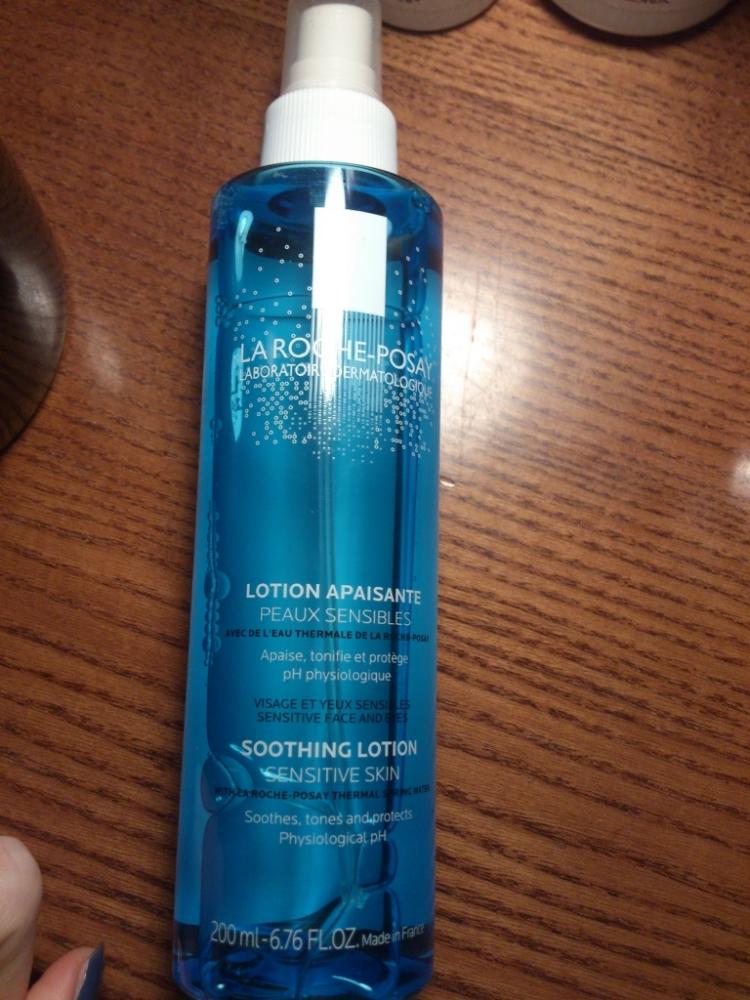 LA ROCHE-POSAY
LABORATOIRE DERMATOLOGIQUE
LOTION APAISANTE
PEAUX SENSIBLES
AVEC DE L'EAU THERMALE DE LA ROCHE-POSAY
Apaise, tonifie et protège
pH physiologique
VISAGE ET YEUX SENSIBLES
SENSITIVE FACE AND EYES
SOOTHING LOTION
SENSITIVE SKIN
WITH LA ROCHE-POSAY THERMAL SPRING WATER
Soothes, tones and protects
Physiological pH
200 ml - 6.76 FL.OZ. Made in France